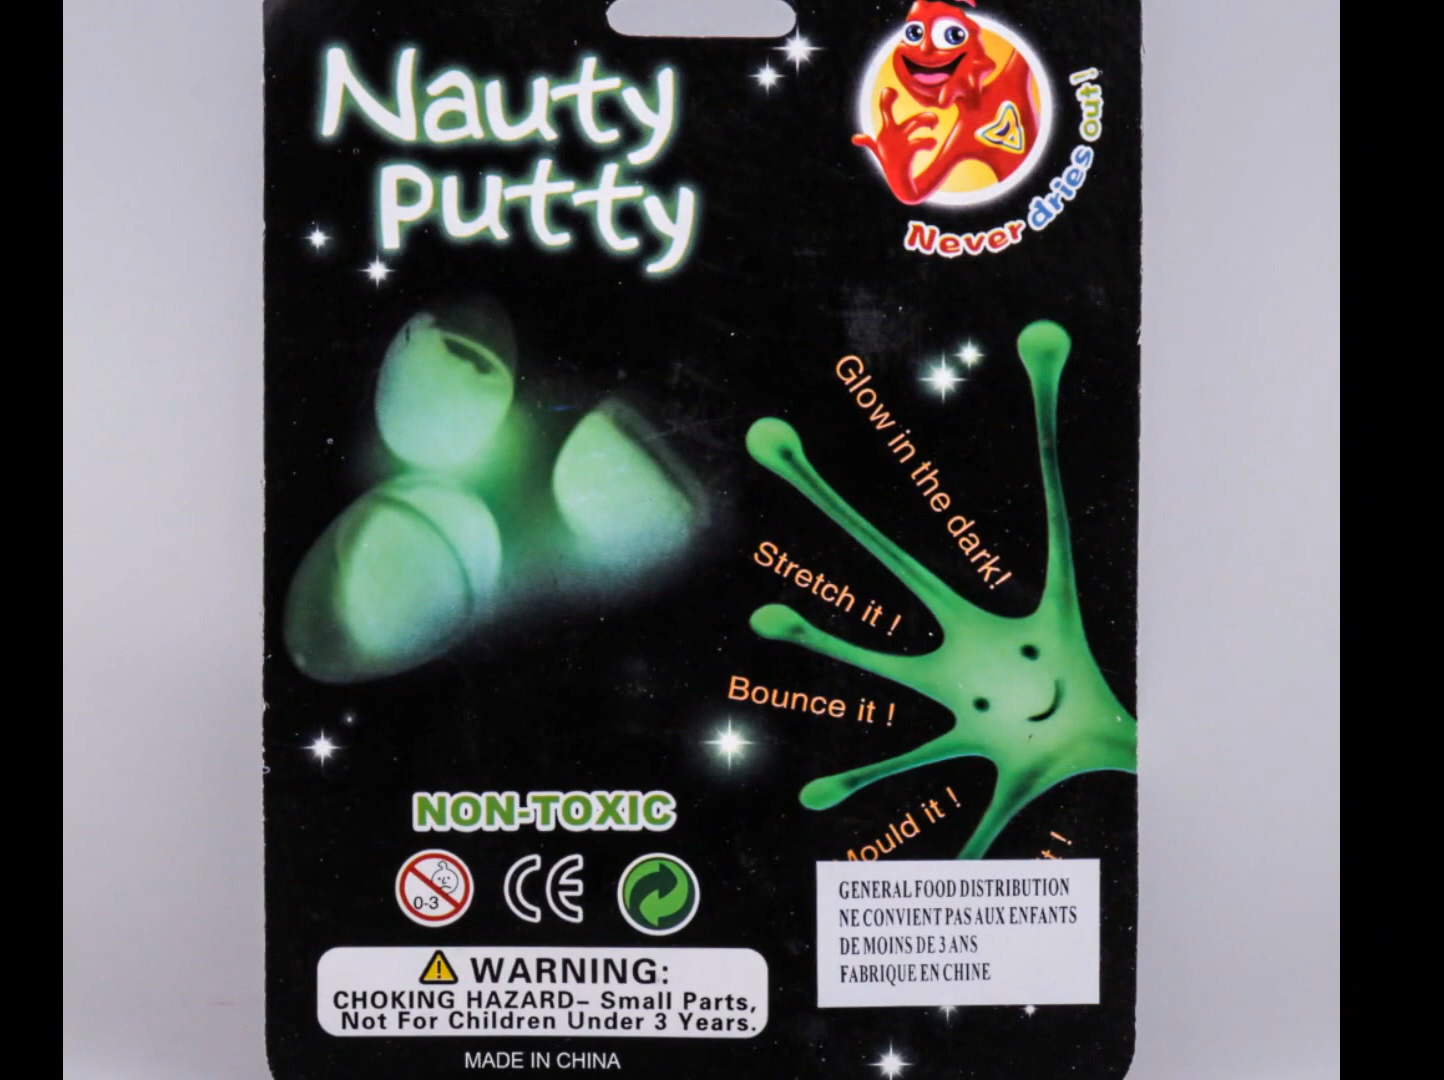 Nauty
Putty
Never dries out!
Glow in the dark!
Stretch it !
Bounce it !
Mould it !
NON-TOXIC
0-3
CE
WARNING:
CHOKING HAZARD– Small Parts,
Not For Children Under 3 Years.
MADE IN CHINA
GENERAL FOOD DISTRIBUTION
NE CONVIENT PAS AUX ENFANTS
DE MOINS DE 3 ANS
FABRIQUE EN CHINE